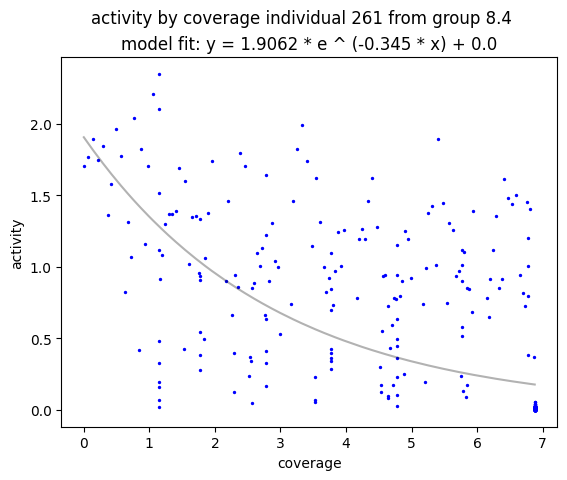 activity by coverage individual 261 from group 8.4
model fit: y = 1.9062 * e ^ (-0.345 * x) + 0.0
activity
2.0
1.5
1.0
0.5
0.0
0 1 2 3 4 5 6 7
coverage